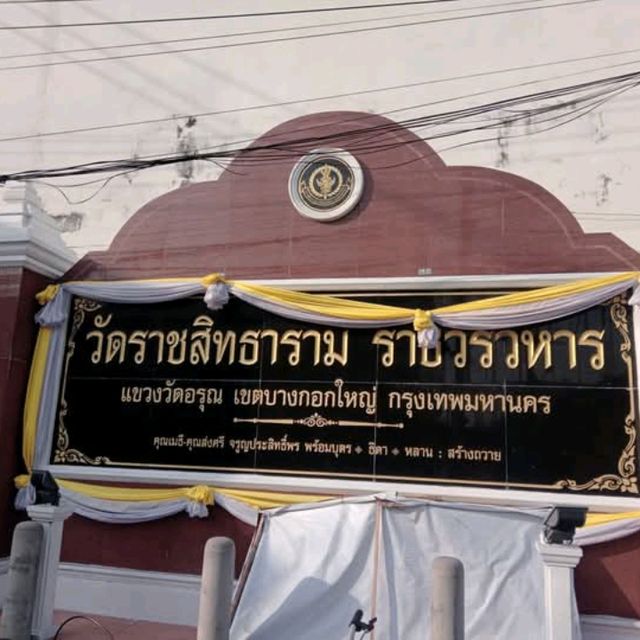 วัดราชสิทธาราม ราชวรวิหาร
แขวงวัดอรุณ เขตบางกอกใหญ่ กรุงเทพมหานคร
คุณเมธี-คุณส่งศรี จรูญประสิทธิ์พร พร้อมบุตร ธิดา หลาน : สร้างถวาย